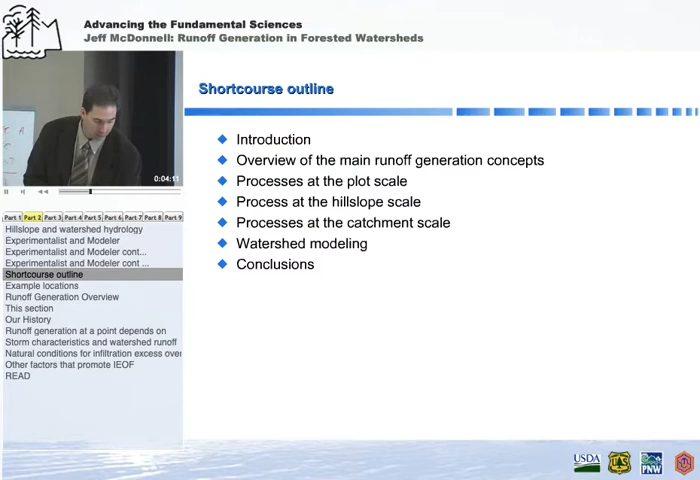 Advancing the Fundamental Sciences
Jeff McDonnell: Runoff Generation in Forested Watersheds
Shortcourse outline
0:04:11
Part 1 Part 2 Part 3 Part 4 Part 5 Part 6 Part 7 Part 8 Part 9
Hillslope and watershed hydrology
Experimentalist and Modeler
Experimentalist and Modeler cont...
Experimentalist and Modeler cont ...
Shortcourse outline
Example locations
Runoff Generation Overview
This section
Our History
Runoff generation at a point depends on
Storm characteristics and watershed runoff
Natural conditions for infiltration excess over
Other factors that promote IEOF
READ
Introduction
Overview of the main runoff generation concepts
Processes at the plot scale
Process at the hillslope scale
Processes at the catchment scale
Watershed modeling
Conclusions
USDA
UAS
PNW